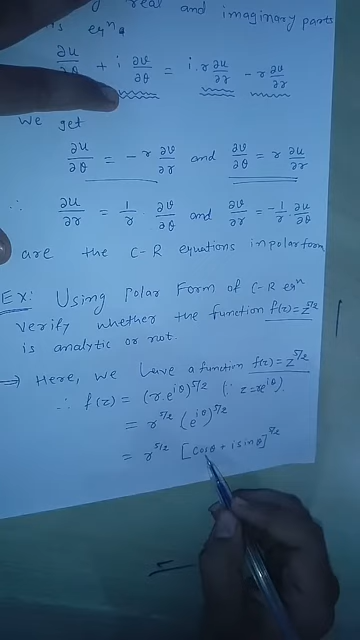 real and imaginary parts
is eqⁿ.
∂u/∂θ + i ∂v/∂θ = i. r ∂u/∂r - r ∂v/∂r
We get
∂u/∂θ = - r ∂v/∂r and ∂v/∂θ = r ∂u/∂r
∴ ∂u/∂r = 1/r · ∂v/∂θ and ∂v/∂r = -1/r · ∂u/∂θ
are the C-R equations in polar form
EX: Using Polar Form of C-R eqⁿ
Verify whether the function f(z) = z^5/2
is analytic or not.
→ Here, we have a function f(z) = z^5/2
∴ f(z) = (r.e^iθ)^5/2 (∵ z = re^iθ).
= r^5/2 (e^iθ)^5/2
= r^5/2 [cosθ + i sinθ]^5/2